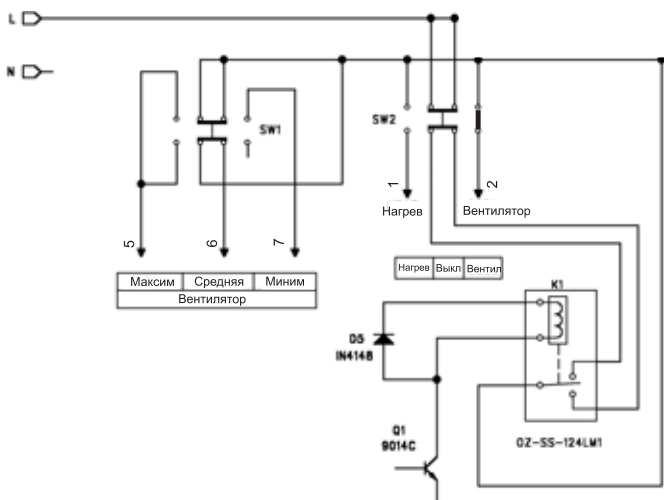 L
N
SW1
SW2
1
2
Нагрев
Вентилятор
5
6
7
Максим Средняя Миним
Вентилятор
Нагрев Выкл Вентил
K1
D5
IN4148
Q1
9014C
OZ-SS-124LM1